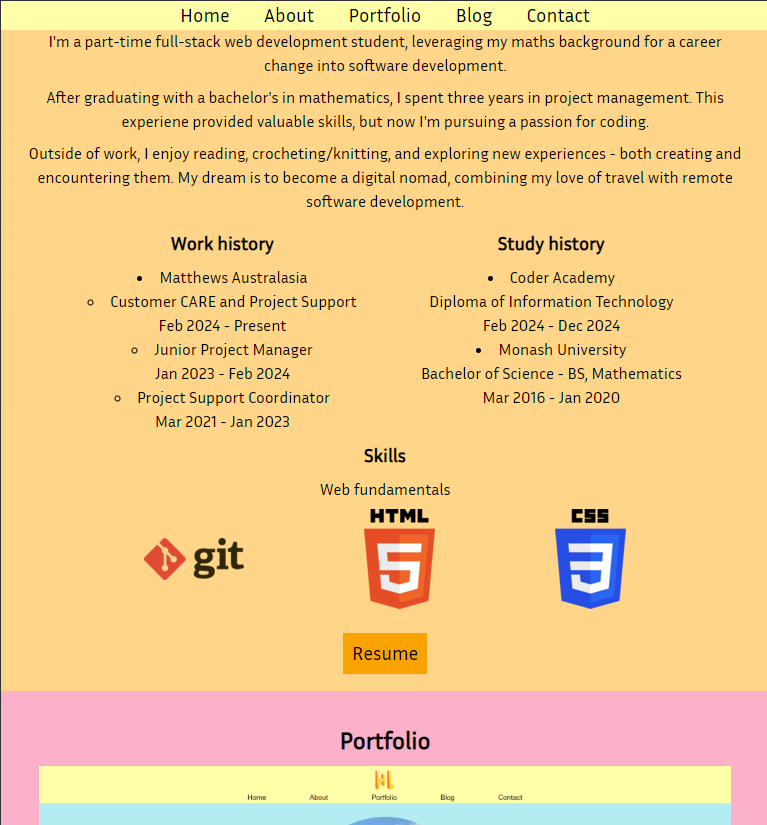 Home About Portfolio Blog Contact
I'm a part-time full-stack web development student, leveraging my maths background for a career
change into software development.
After graduating with a bachelor's in mathematics, I spent three years in project management. This
experiene provided valuable skills, but now I'm pursuing a passion for coding.
Outside of work, I enjoy reading, crocheting/knitting, and exploring new experiences - both creating and
encountering them. My dream is to become a digital nomad, combining my love of travel with remote
software development.
Work history
• Matthews Australasia
◦ Customer CARE and Project Support
Feb 2024 - Present
◦ Junior Project Manager
Jan 2023 - Feb 2024
◦ Project Support Coordinator
Mar 2021 - Jan 2023
Study history
• Coder Academy
Diploma of Information Technology
Feb 2024 - Dec 2024
• Monash University
Bachelor of Science - BS, Mathematics
Mar 2016 - Jan 2020
Skills
Web fundamentals
git
HTML
5
CSS
3
Resume
Portfolio
Home About Portfolio Blog Contact